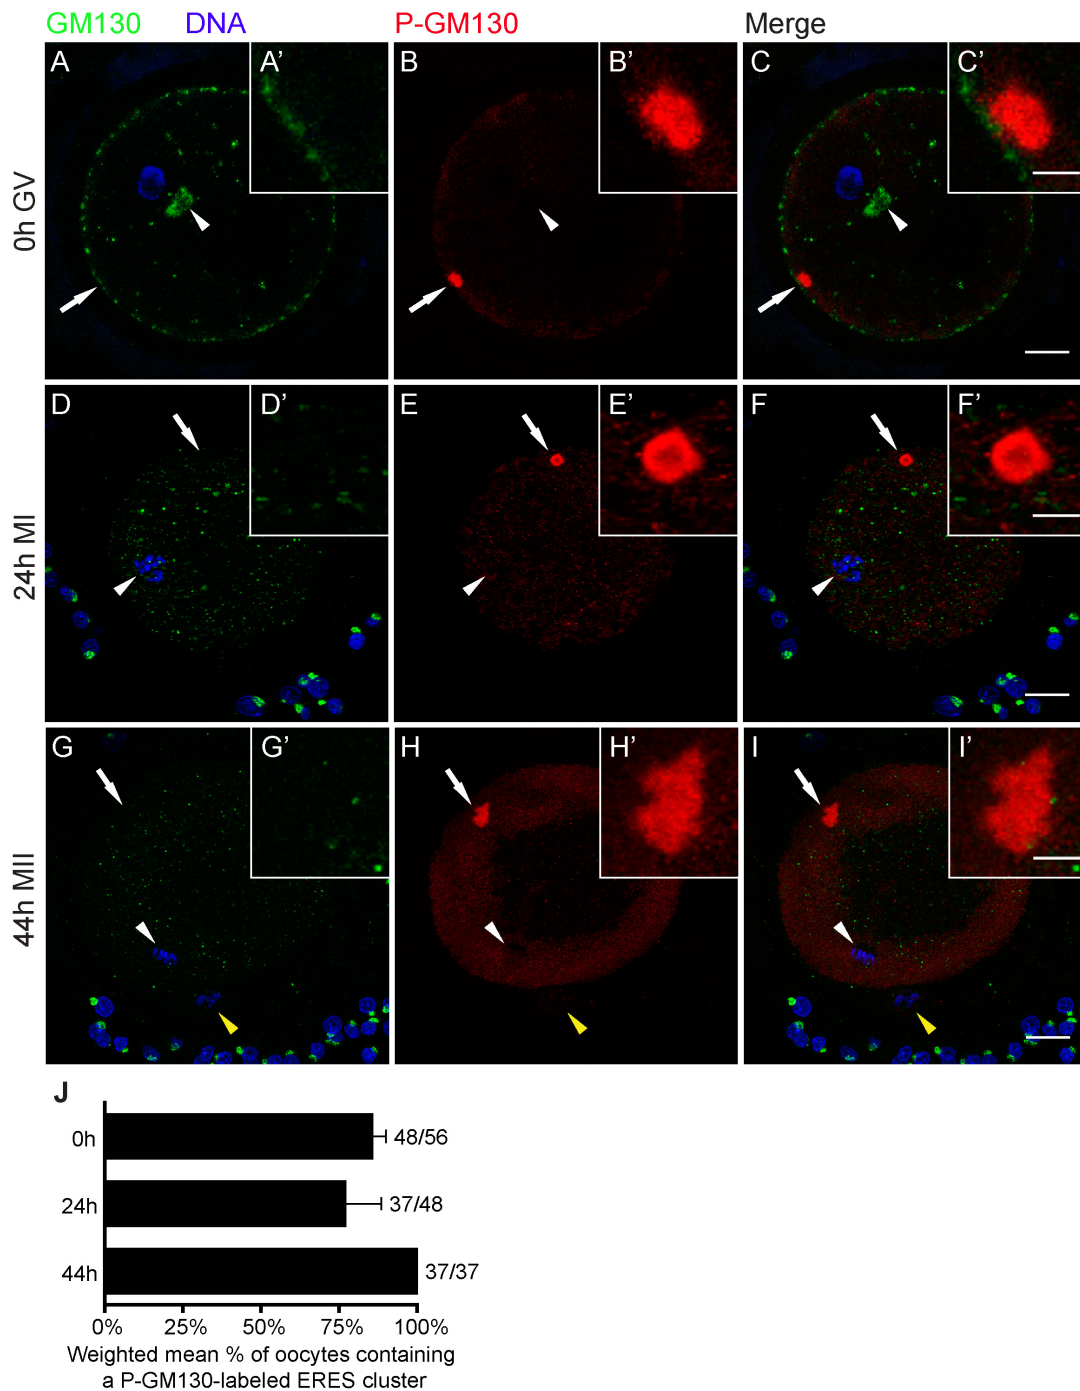 GM130 DNA P-GM130 Merge
A A’ B B’ C C’
0h GV
D D’ E E’ F F’
24h MI
G G’ H H’ I I’
44h MII
J
0h 48/56
24h 37/48
44h 37/37
0% 25% 50% 75% 100%
Weighted mean % of oocytes containing
a P-GM130-labeled ERES cluster